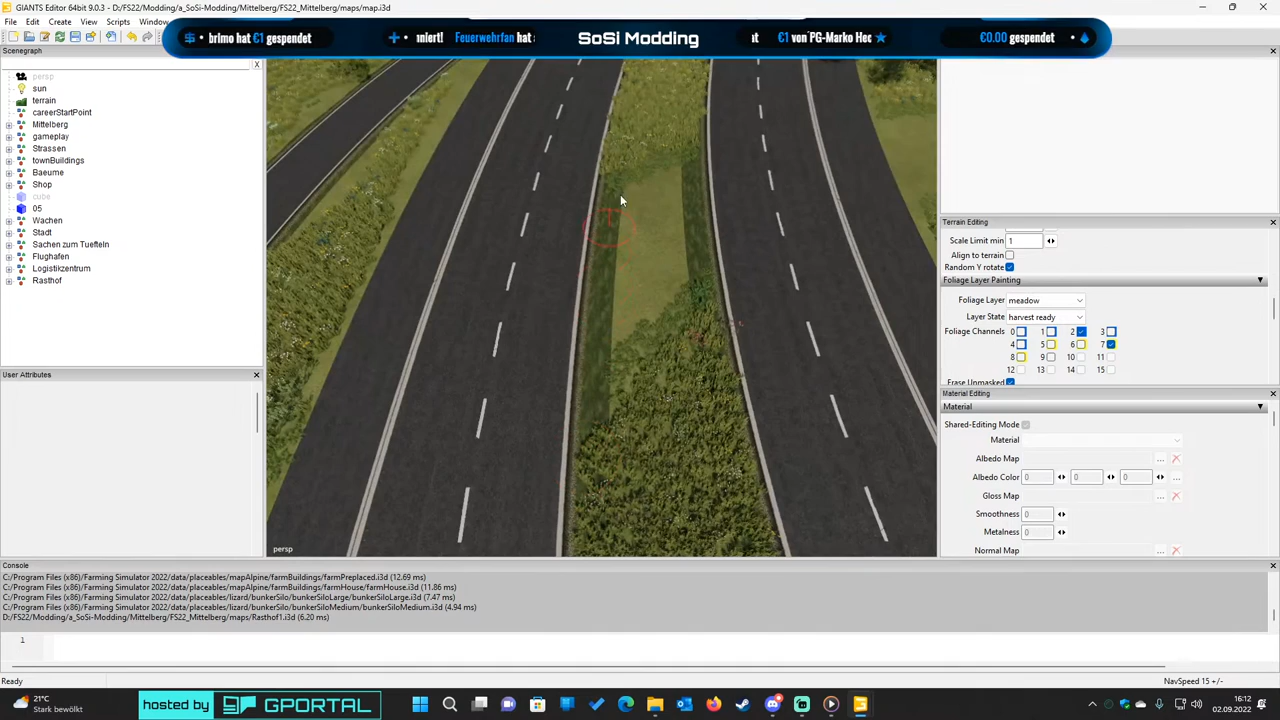 GIANTS Editor 64bit 9.0.3 - D:/FS22/Modding/a_SoSi-Modding/Mittelberg/FS22_Mittelberg/maps/map.i3d
File Edit Create View Scripts Window
brimo hat €1 gespendet
niert! Feuerwehrfan hat
SoSi Modding
€1 von PG-Marko Hec
€0.00 gespendet
Scenegraph
X
persp
sun
terrain
careerStartPoint
Mittelberg
gameplay
Strassen
townBuildings
Baeume
Shop
cube
05
Wachen
Stadt
Sachen zum Tuefteln
Flughafen
Logistikzentrum
Rasthof
User Attributes
persp
Terrain Editing
Scale Limit min 1
Align to terrain
Random Y rotate
Foliage Layer Painting
Foliage Layer meadow
Layer State harvest ready
Foliage Channels 0 1 2 3
4 5 6 7
8 9 10 11
12 13 14 15
Erase Unmasked
Material Editing
Material
Shared-Editing Mode
Material
Albedo Map ...
Albedo Color 0 0 0 ...
Gloss Map ...
Smoothness 0
Metalness 0
Normal Map ...
Console
C:/Program Files (x86)/Farming Simulator 2022/data/placeables/mapAlpine/farmBuildings/farmPreplaced.i3d (12.69 ms)
C:/Program Files (x86)/Farming Simulator 2022/data/placeables/mapAlpine/farmBuildings/farmHouse/farmHouse.i3d (11.86 ms)
C:/Program Files (x86)/Farming Simulator 2022/data/placeables/lizard/bunkerSilo/bunkerSiloLarge/bunkerSiloLarge.i3d (7.47 ms)
C:/Program Files (x86)/Farming Simulator 2022/data/placeables/lizard/bunkerSilo/bunkerSiloMedium/bunkerSiloMedium.i3d (4.94 ms)
D:/FS22/Modding/a_SoSi-Modding/Mittelberg/FS22_Mittelberg/maps/Rasthof1.i3d (6.20 ms)
1
Ready
NavSpeed 15 +/-
21°C
Stark bewölkt
hosted by GPORTAL
16:12
02.09.2022